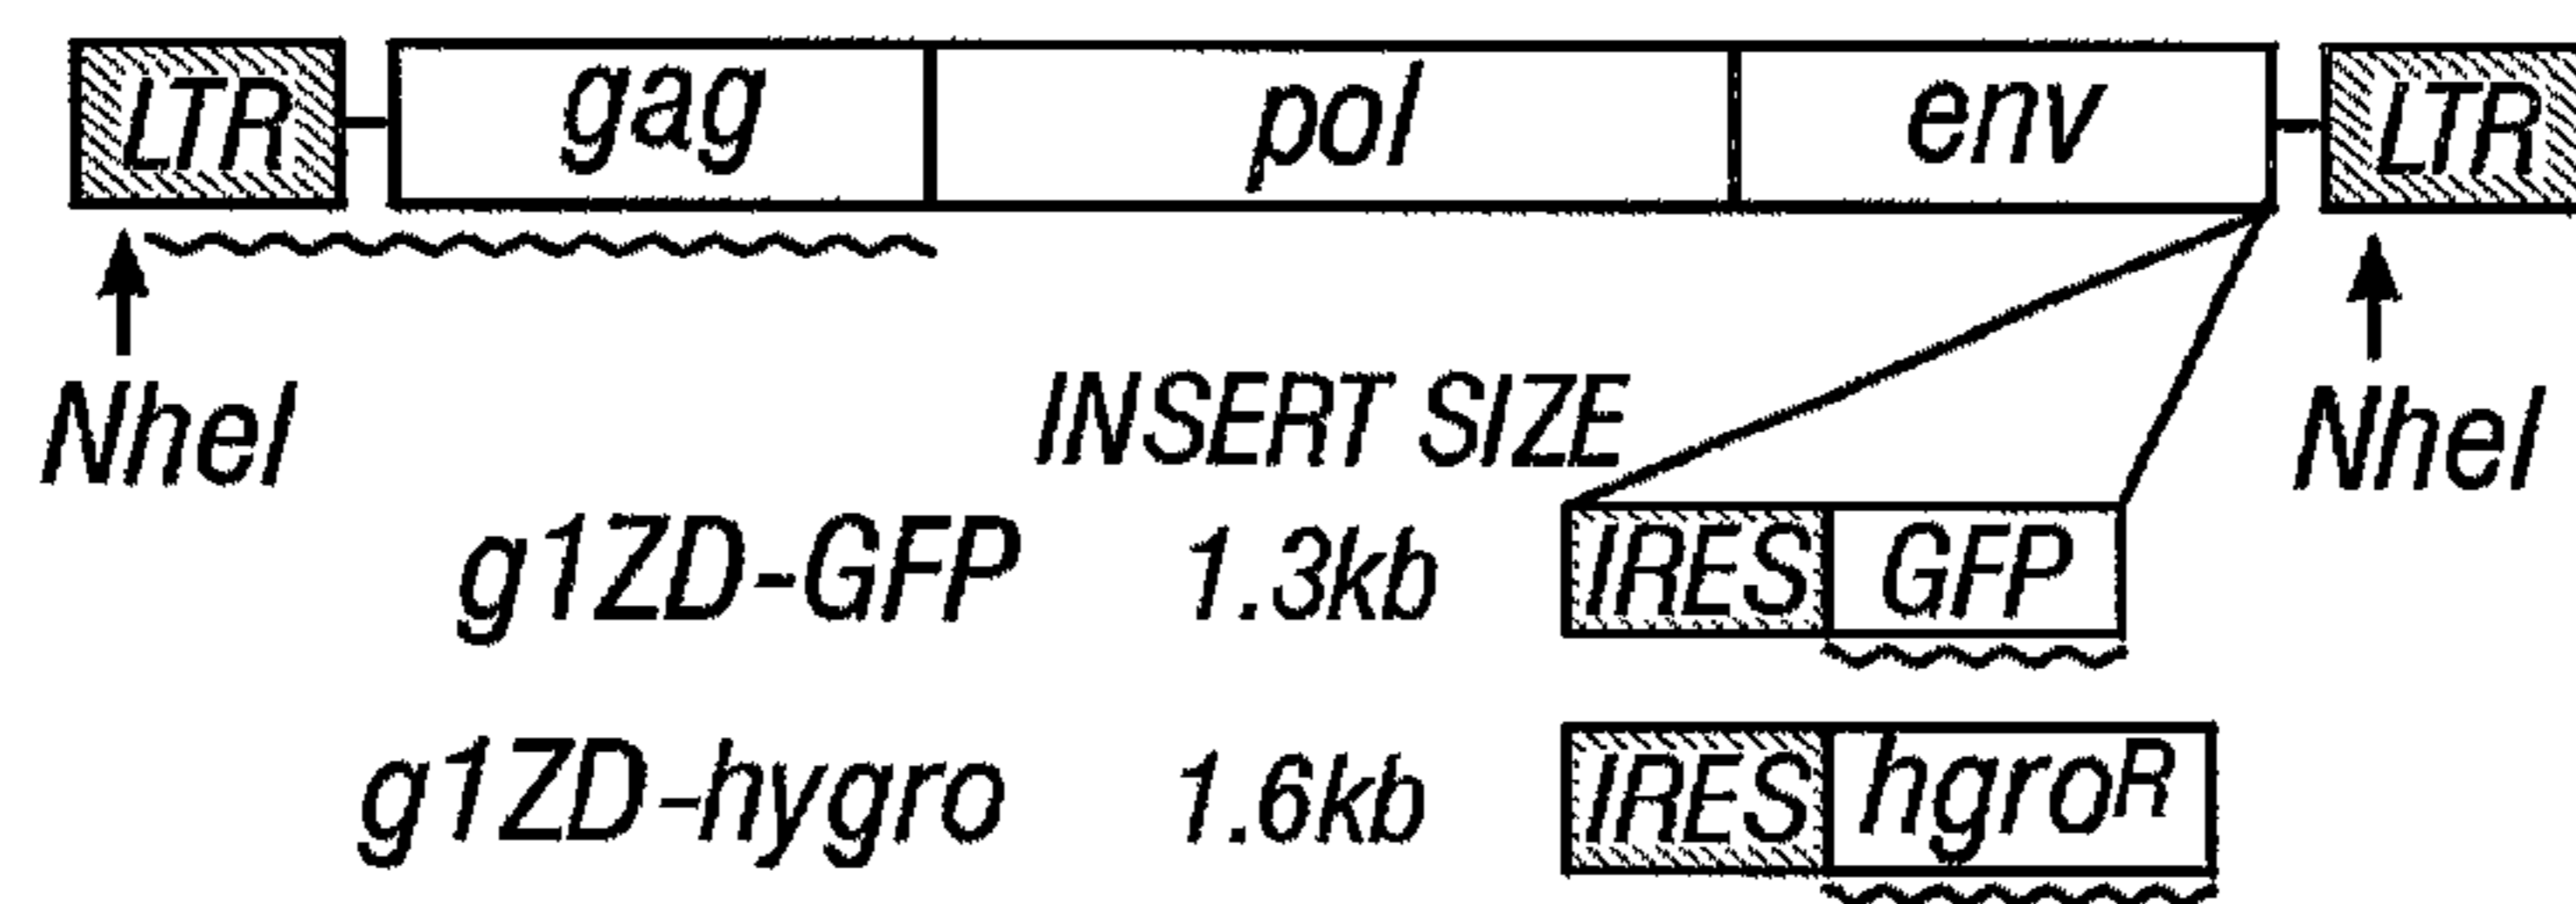 LTR gag pol env LTR
NheI NheI
INSERT SIZE
g1ZD-GFP 1.3kb IRES GFP
g1ZD-hygro 1.6kb IRES hgroR